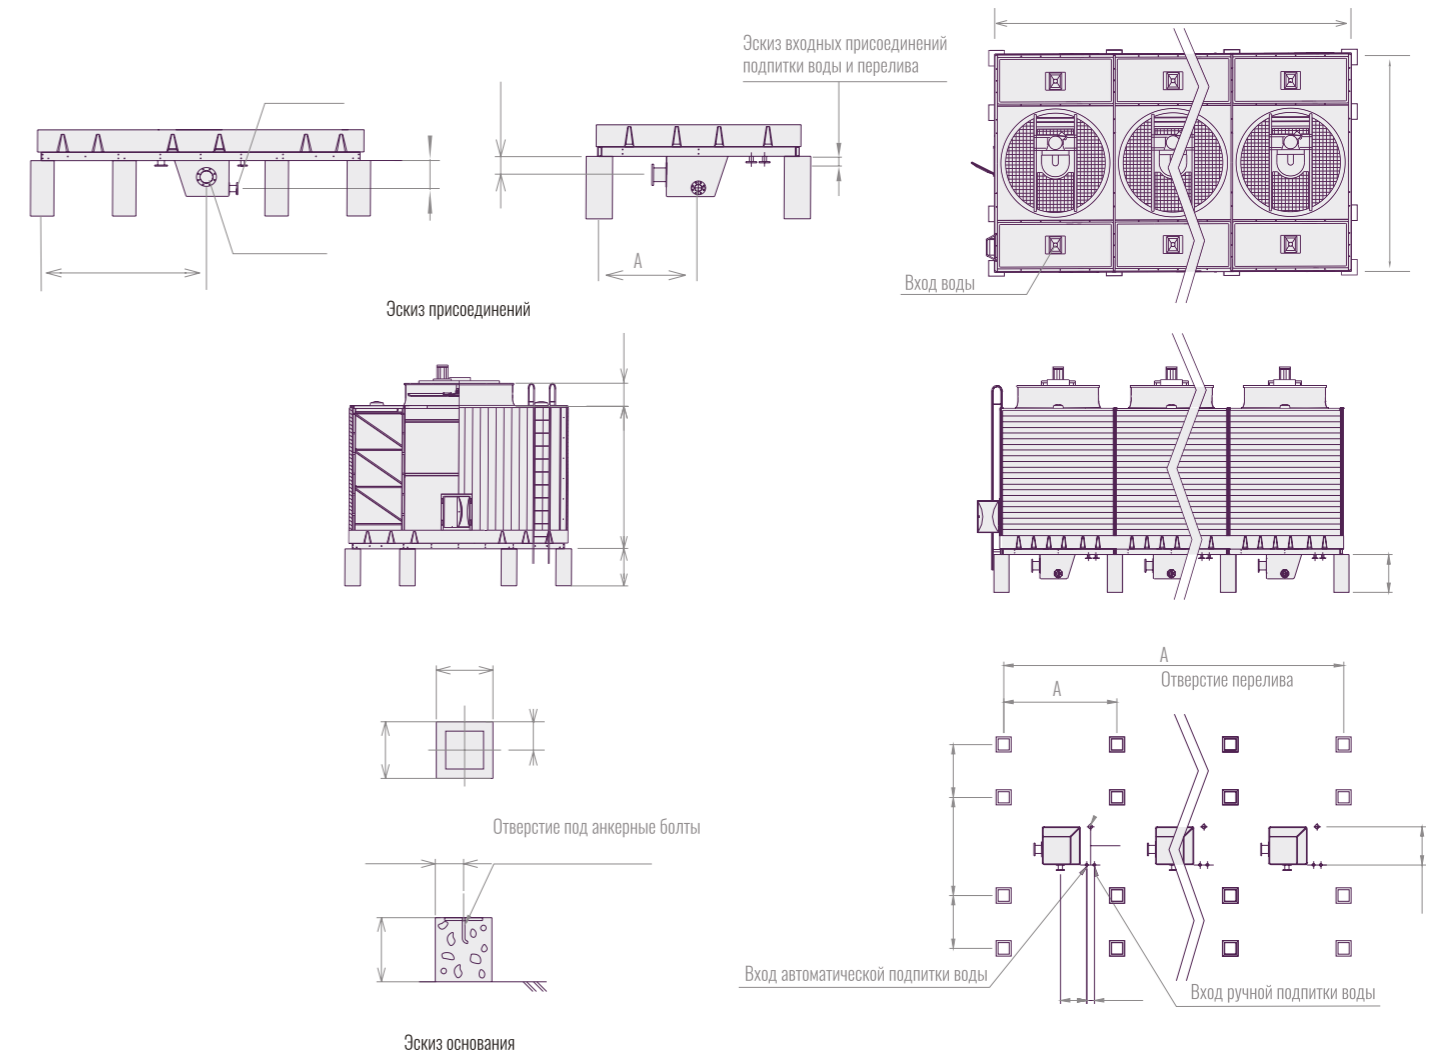 Эскиз входных присоединений
подпитки воды и перелива
А
Вход воды
Эскиз присоединений
А
Отверстие перелива
А
Отверстие под анкерные болты
Вход автоматической подпитки воды
Вход ручной подпитки воды
Эскиз основания